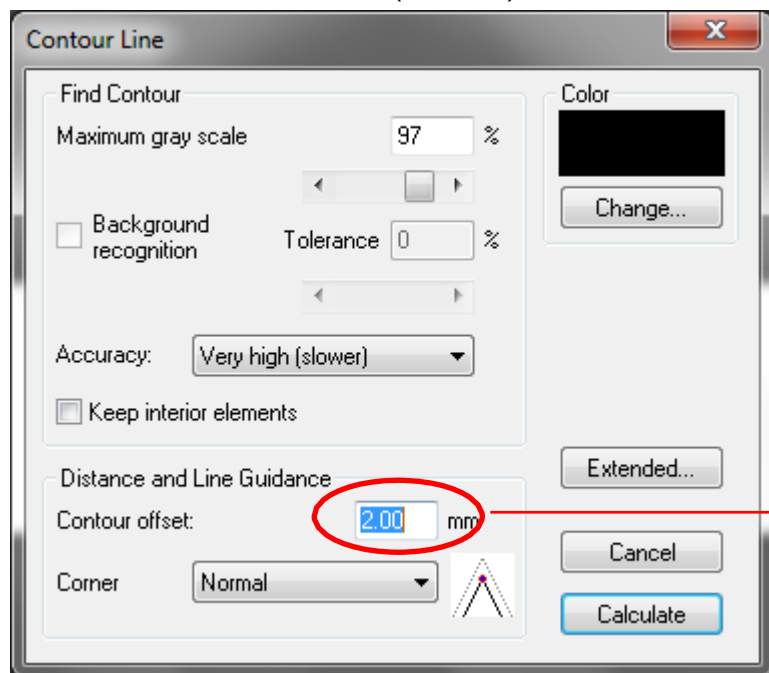 Contour Line
Find Contour
Maximum gray scale 97 %
Background recognition
Tolerance 0 %
Accuracy: Very high (slower)
Keep interior elements
Distance and Line Guidance
Contour offset: 2.00 mm
Corner Normal
Color
Change...
Extended...
Cancel
Calculate